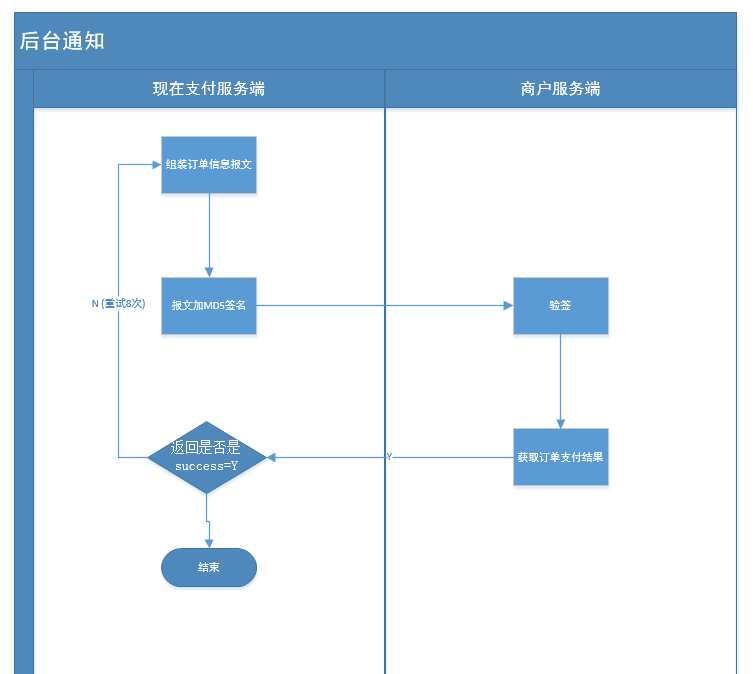 后台通知
现在支付服务端
商户服务端
组装订单信息报文
N (重试8次)
报文加MD5签名
验签
返回是否是
success=Y
Y
获取订单支付结果
结束